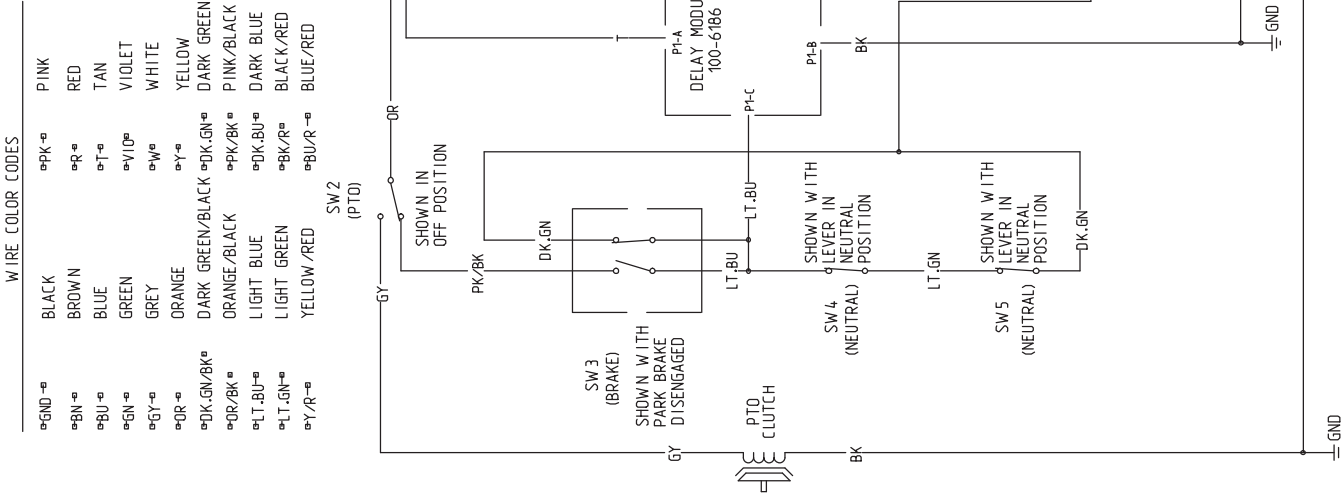 WIRE COLOR CODES
GND BLACK
BN BROWN
BU BLUE
GN GREEN
GY GREY
OR ORANGE
DK.GN/BK DARK GREEN/BLACK
OR/BK ORANGE/BLACK
LT.BU LIGHT BLUE
LT.GN LIGHT GREEN
Y/R YELLOW/RED
PK PINK
R RED
T TAN
VIO VIOLET
W WHITE
Y YELLOW
DK.GN DARK GREEN
PK/BK PINK/BLACK
DK.BU DARK BLUE
BK/R BLACK/RED
BU/R BLUE/RED
SW2
(PTO)
SHOWN IN
OFF POSITION
OR
GY
PK/BK
DK.GN
SW3
(BRAKE)
SHOWN WITH
PARK BRAKE
DISENGAGED
GY
PTO
CLUTCH
BK
P1-A
DELAY MODU
100-6186
P1-B
P1-C
BK
LT.BU
LT.BU
SHOWN WITH
LEVER IN
NEUTRAL
POSITION
SW4
(NEUTRAL)
LT.GN
SHOWN WITH
LEVER IN
NEUTRAL
POSITION
SW5
(NEUTRAL)
DK.GN
GND
GND